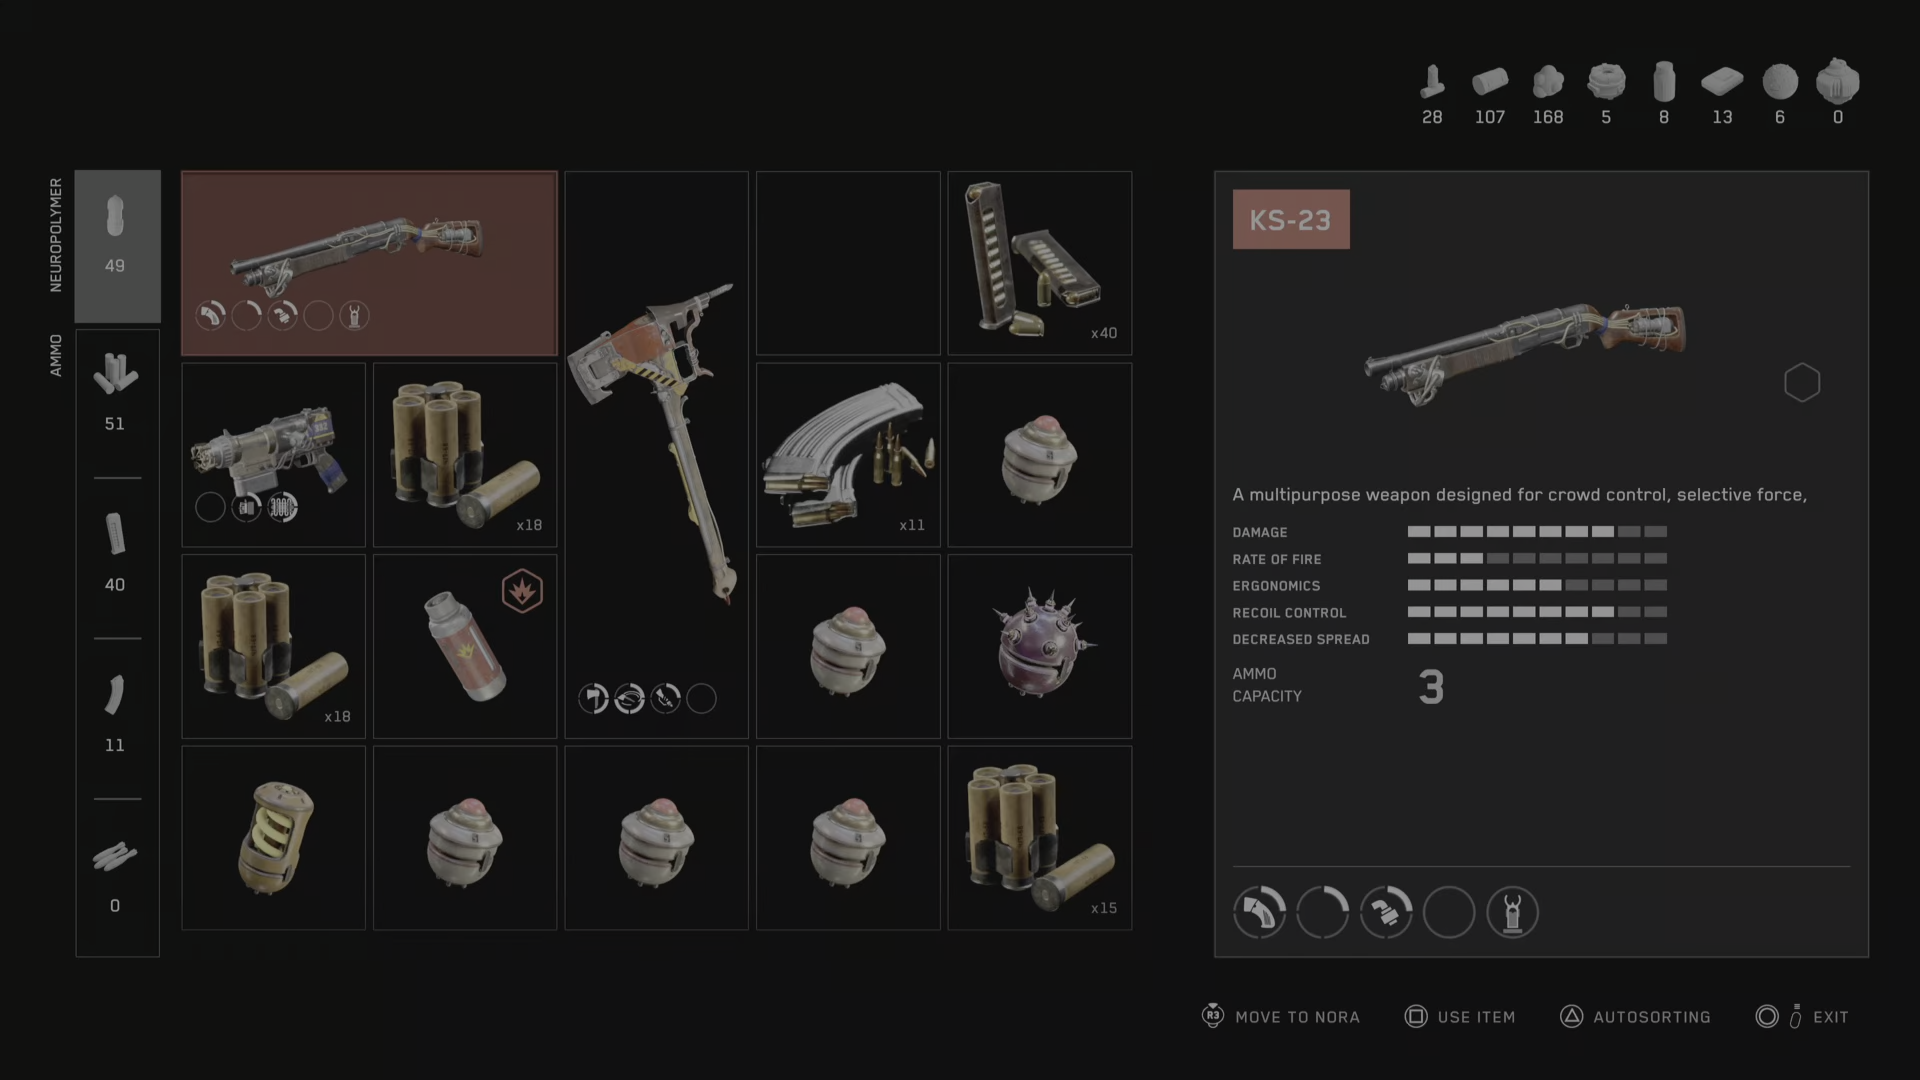 28 107 168 5 8 13 6 0
NEUROPOLYMER
49
AMMO
51
40
11
0
x40
x18
x11
x18
x15
KS-23
A multipurpose weapon designed for crowd control, selective force,
DAMAGE
RATE OF FIRE
ERGONOMICS
RECOIL CONTROL
DECREASED SPREAD
AMMO
CAPACITY
3
R3 MOVE TO NORA USE ITEM AUTOSORTING EXIT